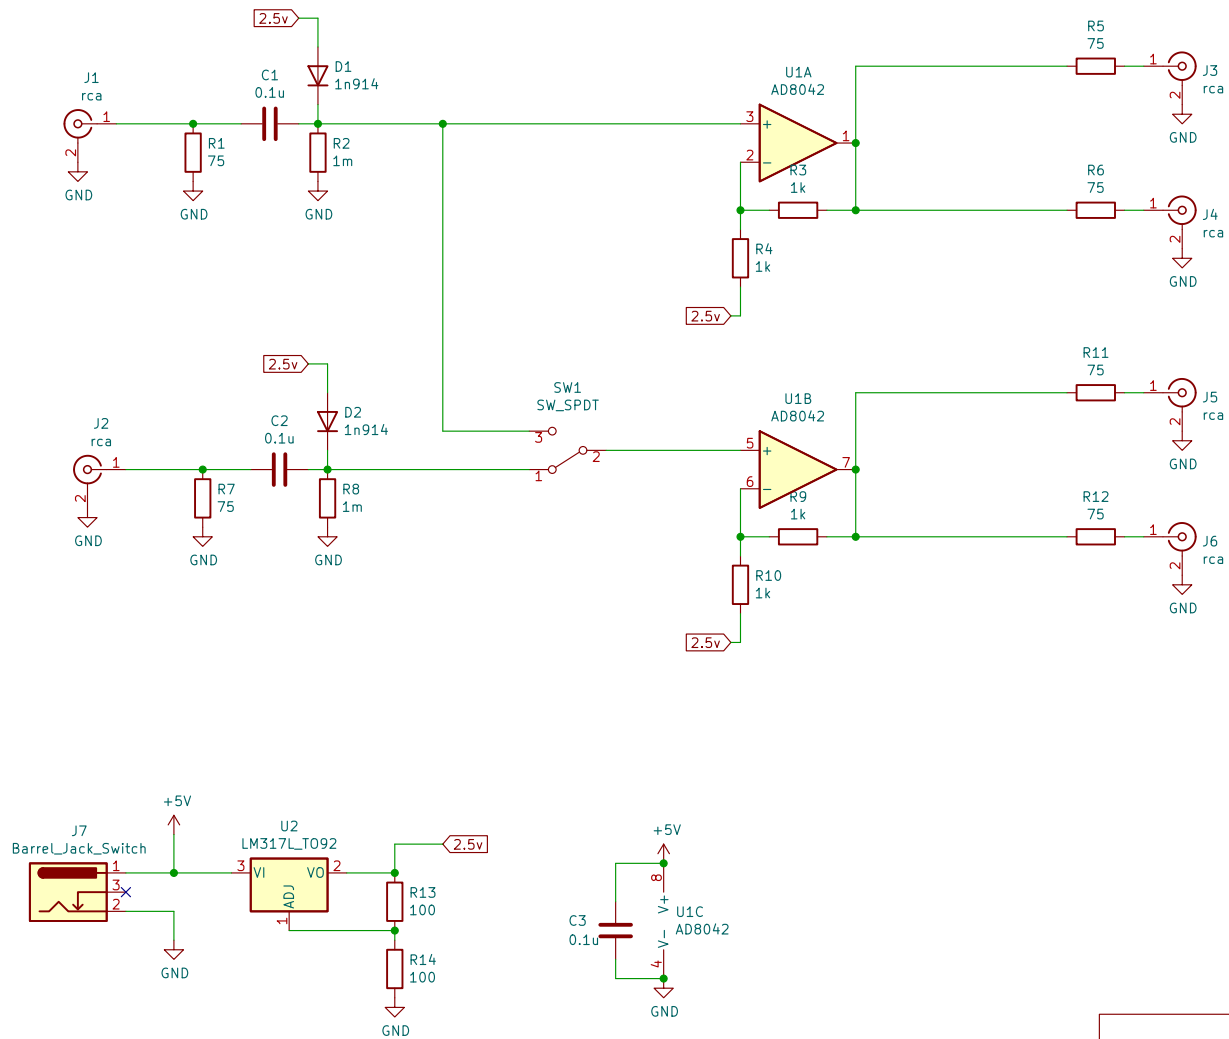 2.5v
D1
1n914
J1
rca
1
2
GND
C1
0.1u
R1
75
GND
R2
1m
GND
U1A
AD8042
3
+
2
-
1
R3
1k
R4
1k
2.5v
R5
75
1
J3
rca
2
GND
R6
75
1
J4
rca
2
GND
2.5v
D2
1n914
J2
rca
1
2
GND
C2
0.1u
R7
75
GND
R8
1m
GND
SW1
SW_SPDT
3
2
1
U1B
AD8042
5
+
6
-
7
R9
1k
R10
1k
2.5v
R11
75
1
J5
rca
2
GND
R12
75
1
J6
rca
2
GND
J7
Barrel_Jack_Switch
1
3
2
+5V
GND
U2
LM317L_TO92
3
VI
VO
2
ADJ
1
2.5v
R13
100
R14
100
GND
+5V
8
V+
U1C
AD8042
V-
4
C3
0.1u
GND